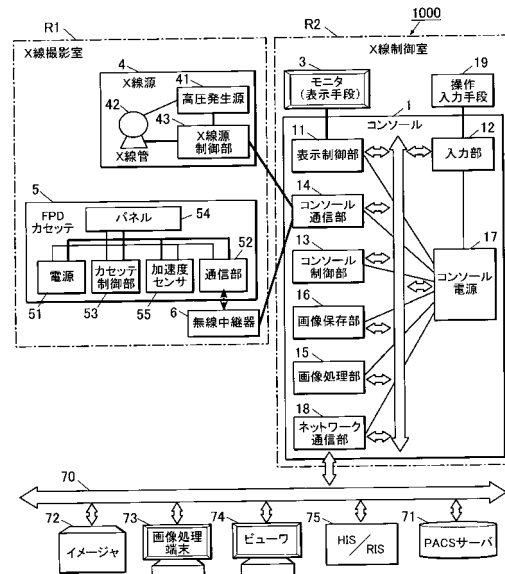 R1
R2
1000
X線撮影室
X線制御室
4
X線源
41
高圧発生源
42
43
X線源
制御部
X線管
3
モニタ
(表示手段)
19
操作
入力手段
1
コンソール
11
表示制御部
12
入力部
14
コンソール
通信部
13
コンソール
制御部
17
コンソール
電源
16
画像保存部
15
画像処理部
18
ネットワーク
通信部
5
FPD
カセッテ
パネル
54
52
電源
カセッテ
制御部
加速度
センサ
通信部
51
53
55
6
無線中継器
70
72
イメージャ
73
画像処理
端末
74
ビューワ
75
HIS
/RIS
71
PACSサーバ